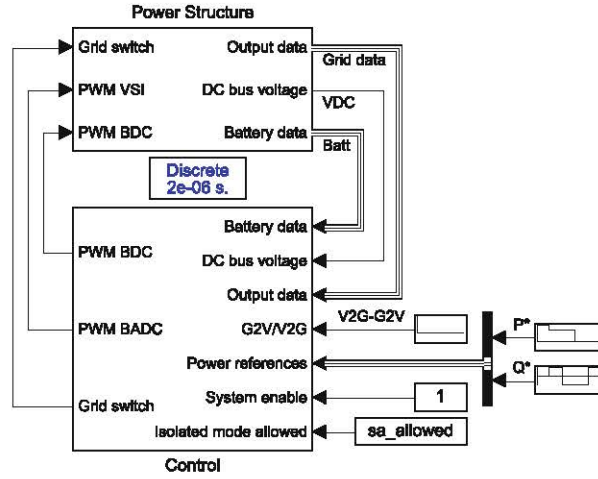 Power Structure
Grid switch
Output data
Grid data
PWM VSI
DC bus voltage
VDC
PWM BDC
Battery data
Batt
Discrete
2e-06 s.
Battery data
PWM BDC
DC bus voltage
Output data
V2G-G2V
PWM BADC
G2V/V2G
P*
Power references
Q*
System enable
1
Grid switch
Isolated mode allowed
sa_allowed
Control